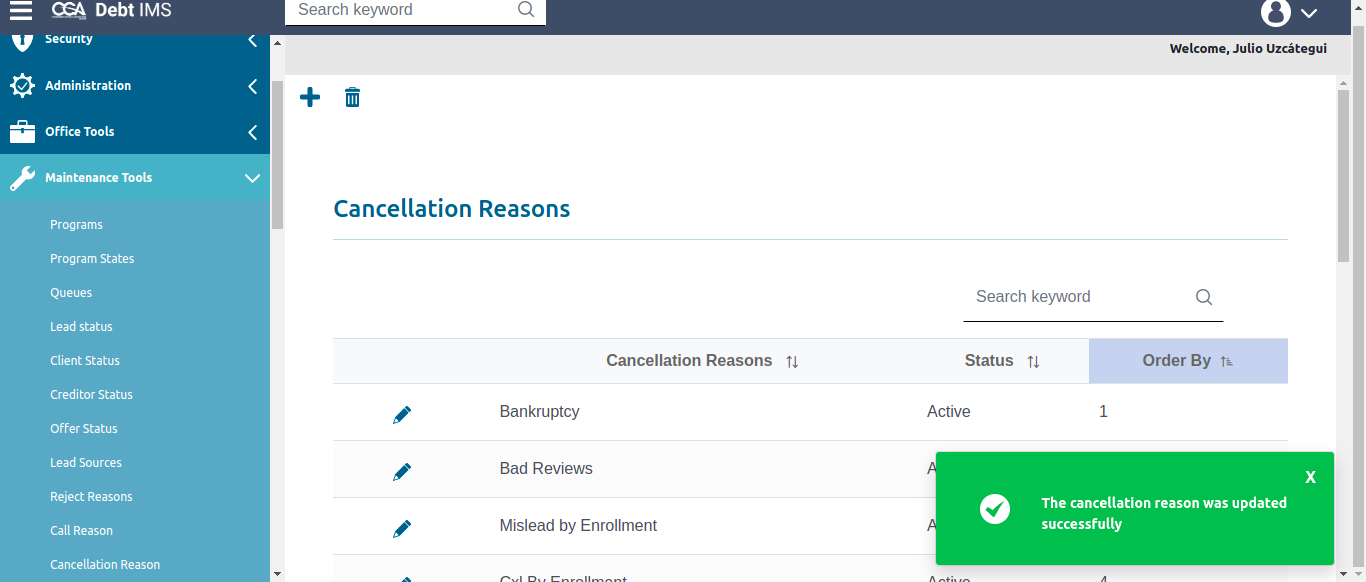 CGA Debt IMS
Search keyword
Welcome, Julio Uzcátegui
Security
Administration
Office Tools
Maintenance Tools
Programs
Program States
Queues
Lead status
Client Status
Creditor Status
Offer Status
Lead Sources
Reject Reasons
Call Reason
Cancellation Reason
Cancellation Reasons
Search keyword
Cancellation Reasons Status Order By
Bankruptcy Active 1
Bad Reviews
Mislead by Enrollment
Cxl By Enrollment Active 4
X
The cancellation reason was updated
successfully